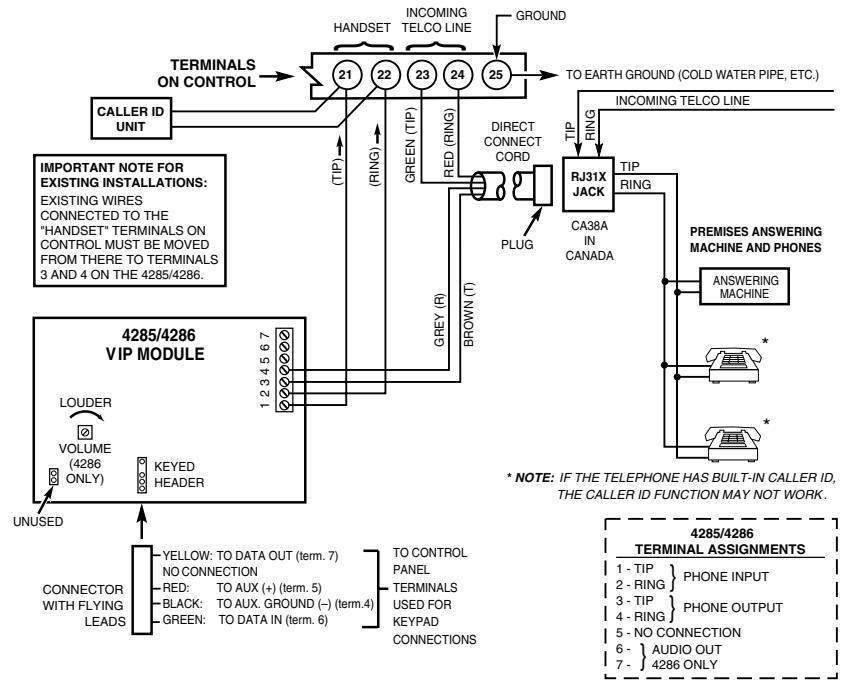 HANDSET
INCOMING
TELCO LINE
GROUND
TERMINALS
ON CONTROL
21
22
23
24
25
TO EARTH GROUND (COLD WATER PIPE, ETC.)
INCOMING TELCO LINE
CALLER ID
UNIT
(TIP)
(RING)
GREEN (TIP)
RED (RING)
DIRECT
CONNECT
CORD
TIP
RING
RJ31X
JACK
TIP
RING
PLUG
CA38A
IN
CANADA
IMPORTANT NOTE FOR
EXISTING INSTALLATIONS:
EXISTING WIRES
CONNECTED TO THE
"HANDSET" TERMINALS ON
CONTROL MUST BE MOVED
FROM THERE TO TERMINALS
3 AND 4 ON THE 4285/4286.
PREMISES ANSWERING
MACHINE AND PHONES
ANSWERING
MACHINE
GREY (R)
BROWN (T)
4285/4286
VIP MODULE
1 2 3 4 5 6 7
LOUDER
VOLUME
(4286
ONLY)
KEYED
HEADER
UNUSED
*
*
* NOTE: IF THE TELEPHONE HAS BUILT-IN CALLER ID,
THE CALLER ID FUNCTION MAY NOT WORK.
CONNECTOR
WITH FLYING
LEADS
YELLOW: TO DATA OUT (term. 7)
NO CONNECTION
RED: TO AUX (+) (term. 5)
BLACK: TO AUX. GROUND (–) (term.4)
GREEN: TO DATA IN (term. 6)
TO CONTROL
PANEL
TERMINALS
USED FOR
KEYPAD
CONNECTIONS
4285/4286
TERMINAL ASSIGNMENTS
1 - TIP
2 - RING } PHONE INPUT
3 - TIP
4 - RING } PHONE OUTPUT
5 - NO CONNECTION
6 - } AUDIO OUT
7 - } 4286 ONLY